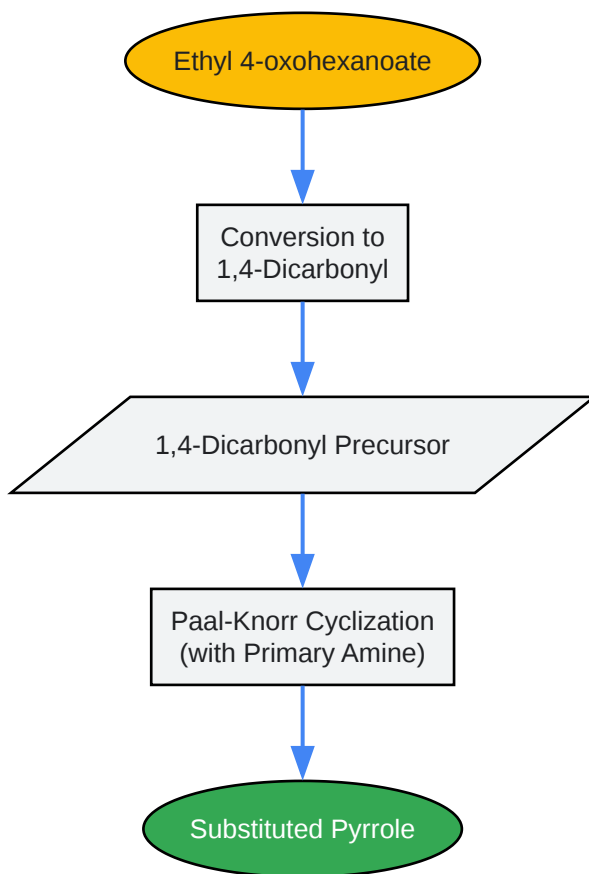 Ethyl 4-oxohexanoate
Conversion to
1,4-Dicarbonyl
1,4-Dicarbonyl Precursor
Paal-Knorr Cyclization
(with Primary Amine)
Substituted Pyrrole